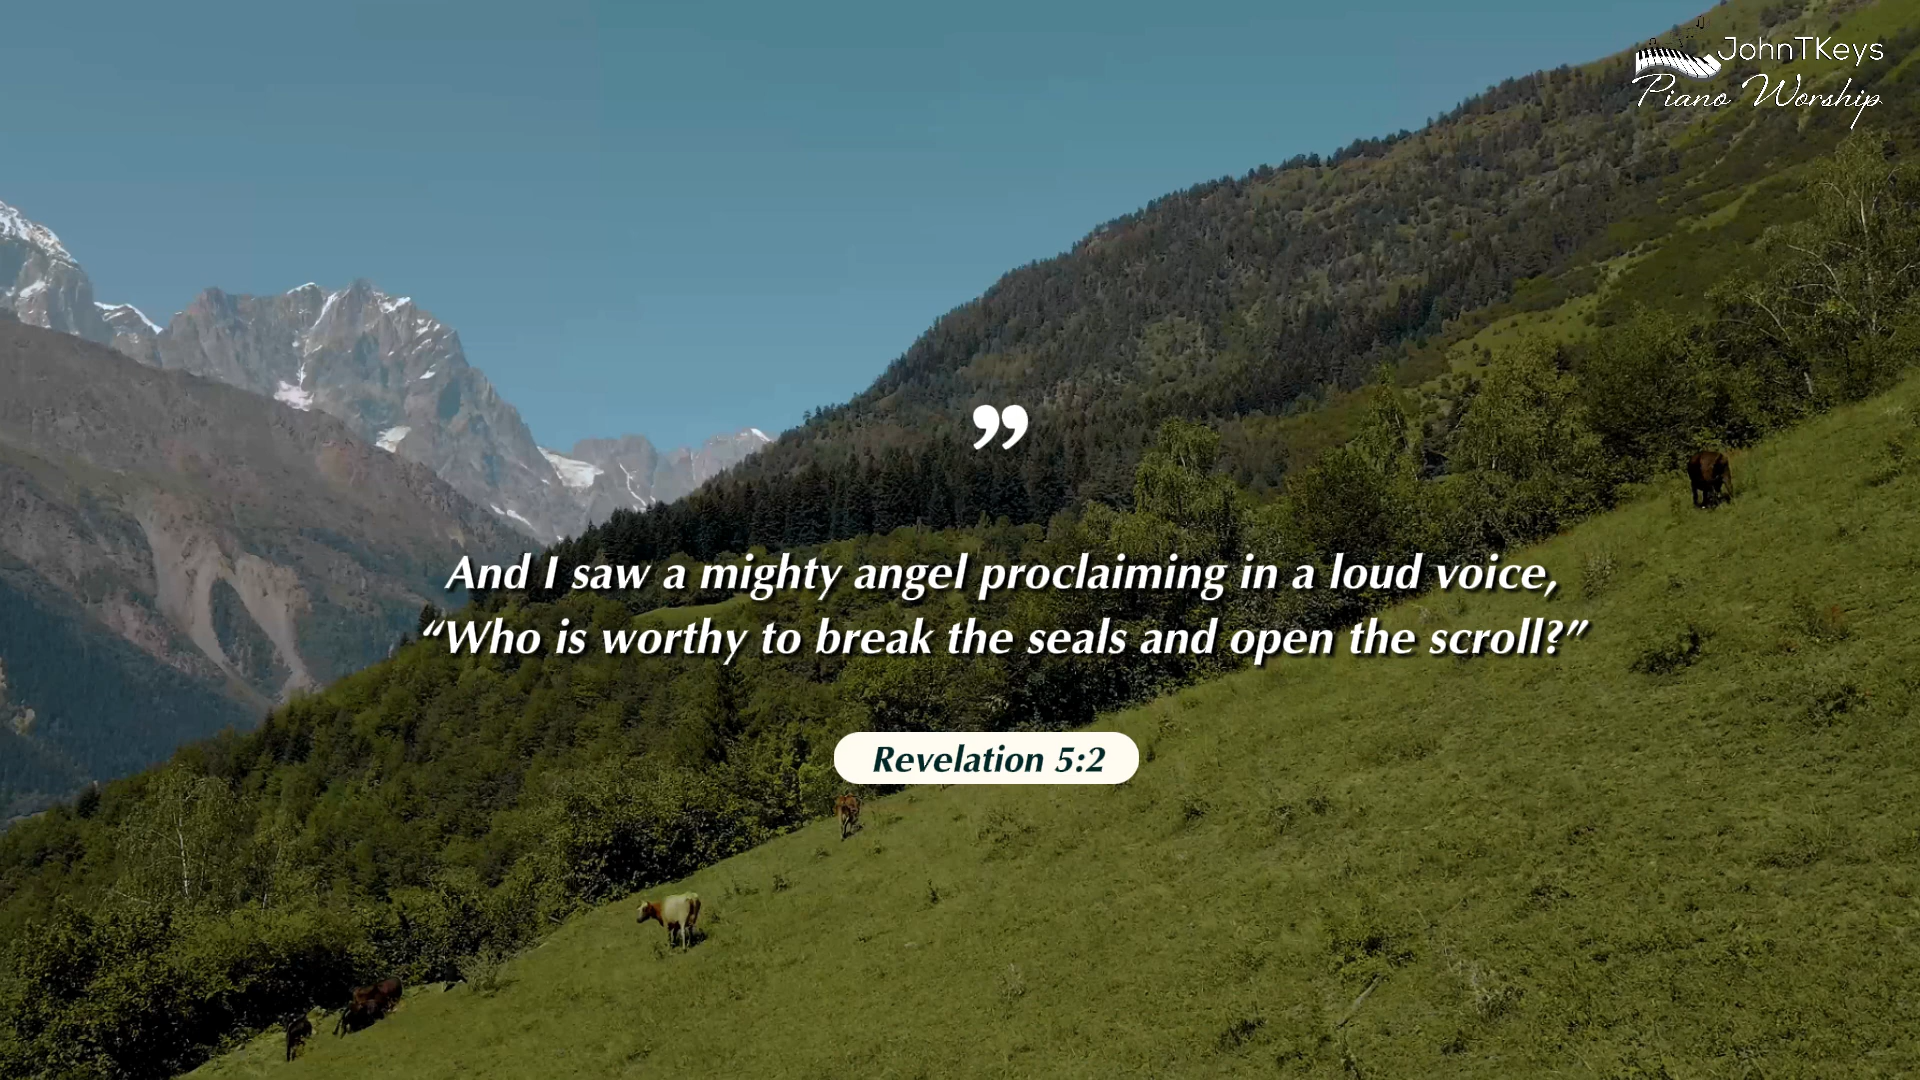 JohnTKeys
Piano Worship
”
And I saw a mighty angel proclaiming in a loud voice,
“Who is worthy to break the seals and open the scroll?”
Revelation 5:2